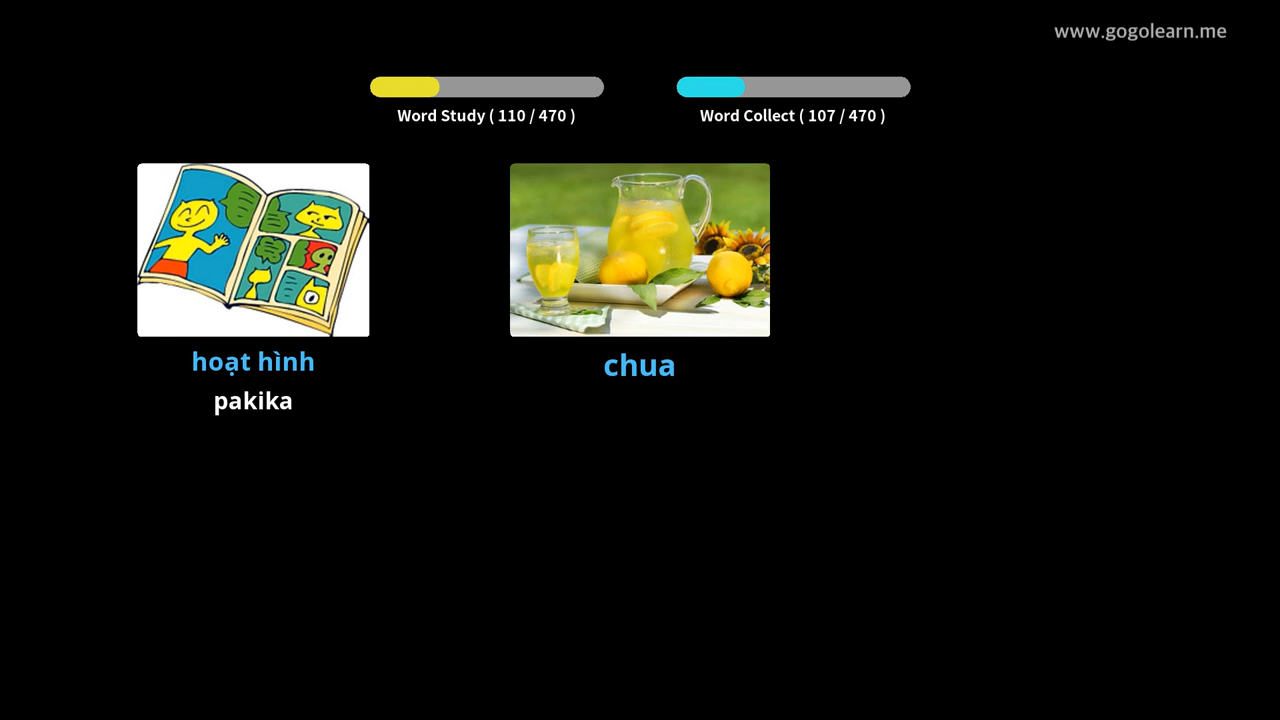 www.gogolearn.me
Word Study ( 110 / 470 )
Word Collect ( 107 / 470 )
hoạt hình
pakika
chua